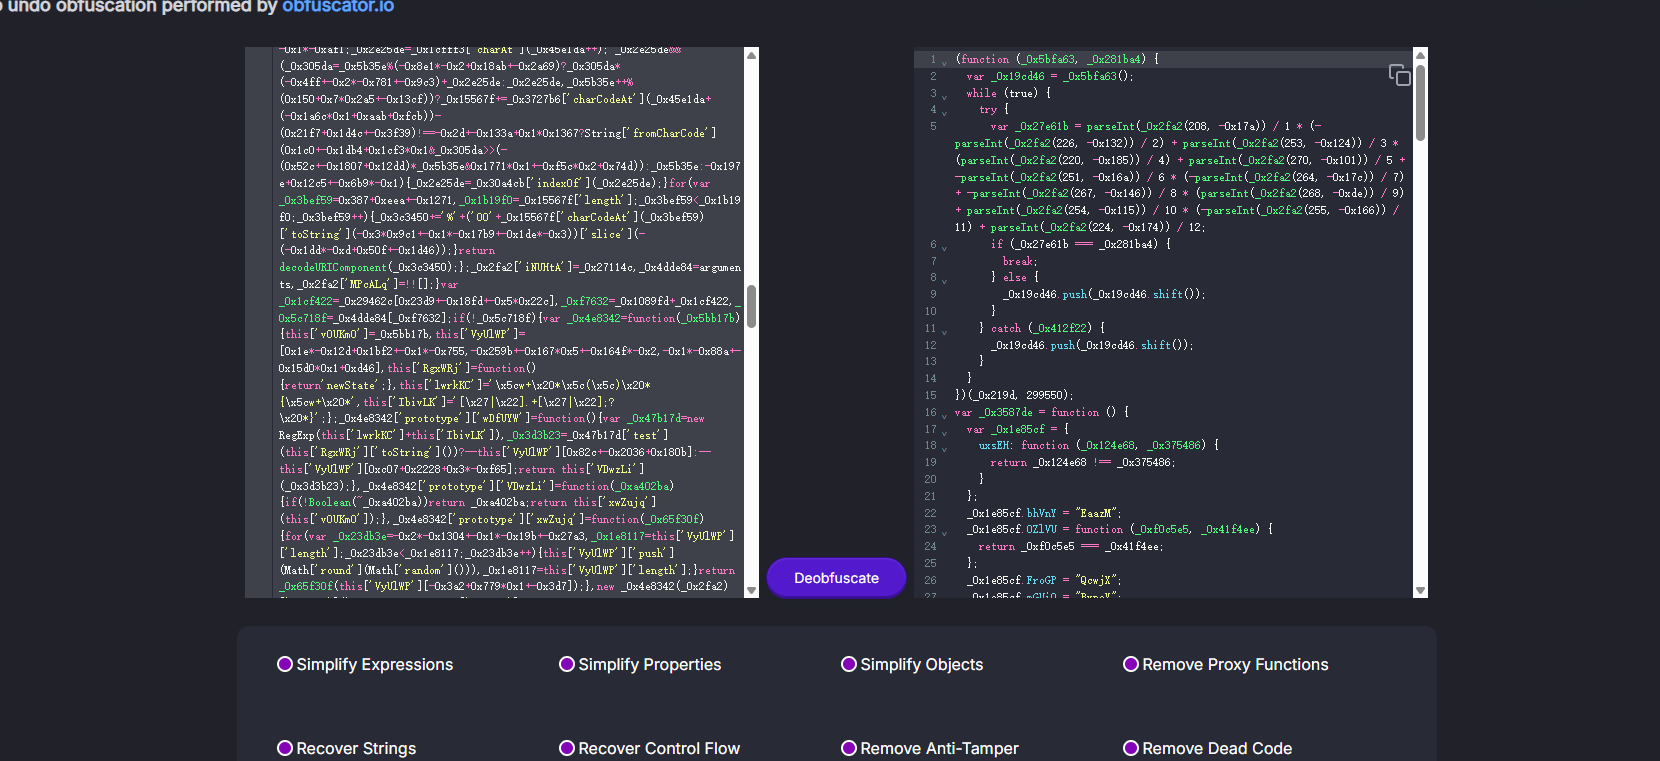 o undo obfuscation performed by obfuscator.io
(_0x305da=_0x5b35e%(-0x8e1*-0x2+0x18ab+-0x2a69)?_0x305da*
(-0x4ff+-0x2*-0x781+-0x9c3)+_0x2e25de:_0x2e25de,_0x5b35e++%
(0x150+0x7*0x2a5+-0x13cf))?_0x15567f+=_0x3727b6['charCodeAt'](_0x45e1da+
(-0x1a6c*0x1+0xaab+0xfcb))-
(0x21f7+0x1d4c+-0x3f39)!==-0x2d+-0x133a+0x1*0x1367?String['fromCharCode']
(0x1c0+-0x1db4+0x1cf3*0x1&_0x305da>>(-
(0x52c+-0x1807+0x12dd)*_0x5b35e&0x1771*0x1+-0xf5c*0x2+0x74d)):_0x5b35e:-0x197
e+0x12c5+-0x6b9*-0x1){_0x2e25de=_0x30a4cb['indexOf'](_0x2e25de);}for(var
_0x3bef59=0x387+0xeea+-0x1271,_0x1b19f0=_0x15567f['length'];_0x3bef59<_0x1b19
f0;_0x3bef59++){_0x3c3450+='%'+('00'+_0x15567f['charCodeAt'](_0x3bef59)
['toString'](-0x3*0x9c1+-0x1*-0x17b9+-0x1de*-0x3))['slice'](-
(-0x1dd*-0xd+0x50f+-0x1d46));}return
decodeURIComponent(_0x3c3450);};_0x2fa2['iNUHtA']=_0x27114c,_0x4dde84=argumen
ts,_0x2fa2['MPcALq']=!![];}var
_0x1cf422=_0x29462c[0x23d9+-0x18fd+-0x5*0x22c],_0xf7632=_0x1089fd+_0x1cf422,_
0x5c718f=_0x4dde84[_0xf7632];if(!_0x5c718f){var _0x4e8342=function(_0x5bb17b)
{this['vOUKmO']=_0x5bb17b,this['VyUlWP']=
[0x1e*-0x12d+0x1bf2+-0x1*-0x755,-0x259b+-0x167*0x5+-0x164f*-0x2,-0x1*-0x88a+-
0x15d0*0x1+0xd46],this['RgxWRj']=function()
{return'newState';},this['lwrkKC']='\x5cw+\x20*\x5c(\x5c)\x20*
{\x5cw+\x20*',this['IbivLK']='[\x27|\x22].+[\x27|\x22];?
\x20*}';};_0x4e8342['prototype']['wDfUYW']=function(){var _0x47b17d=new
RegExp(this['lwrkKC']+this['IbivLK']),_0x3d3b23=_0x47b17d['test']
(this['RgxWRj']['toString']())?--this['VyUlWP'][0x82c+-0x2036+0x180b]:--
this['VyUlWP'][0xc07+0x2228+0x3*-0xf65];return this['VDwzLi']
(_0x3d3b23);},_0x4e8342['prototype']['VDwzLi']=function(_0xa402ba)
{if(!Boolean(~_0xa402ba))return _0xa402ba;return this['xwZujq']
(this['vOUKmO']);},_0x4e8342['prototype']['xwZujq']=function(_0x65f30f)
{for(var _0x23db3e=-0x2*-0x1304+-0x1*-0x19b+-0x27a3,_0x1e8117=this['VyUlWP']
['length'];_0x23db3e<_0x1e8117;_0x23db3e++){this['VyUlWP']['push']
(Math['round'](Math['random']())),_0x1e8117=this['VyUlWP']['length'];}return
_0x65f30f(this['VyUlWP'][-0x3a2+0x779*0x1+-0x3d7]);},new _0x4e8342(_0x2fa2)
Deobfuscate
1 (function (_0x5bfa63, _0x281ba4) {
2 var _0x19cd46 = _0x5bfa63();
3 while (true) {
4 try {
5 var _0x27e61b = parseInt(_0x2fa2(208, -0x17a)) / 1 * (-
parseInt(_0x2fa2(226, -0x132)) / 2) + parseInt(_0x2fa2(253, -0x124)) / 3 *
(parseInt(_0x2fa2(220, -0x185)) / 4) + parseInt(_0x2fa2(270, -0x101)) / 5 +
-parseInt(_0x2fa2(251, -0x16a)) / 6 * (-parseInt(_0x2fa2(264, -0x17c)) / 7)
+ -parseInt(_0x2fa2(267, -0x146)) / 8 * (parseInt(_0x2fa2(268, -0xde)) / 9)
+ parseInt(_0x2fa2(254, -0x115)) / 10 * (-parseInt(_0x2fa2(255, -0x166)) /
11) + parseInt(_0x2fa2(224, -0x174)) / 12;
6 if (_0x27e61b === _0x281ba4) {
7 break;
8 } else {
9 _0x19cd46.push(_0x19cd46.shift());
10 }
11 } catch (_0x412f22) {
12 _0x19cd46.push(_0x19cd46.shift());
13 }
14 }
15 })(_0x219d, 299550);
16 var _0x3587de = function () {
17 var _0x1e85cf = {
18 uxsEH: function (_0x124e68, _0x375486) {
19 return _0x124e68 !== _0x375486;
20 }
21 };
22 _0x1e85cf.bhVnY = "EaazM";
23 _0x1e85cf.OZlVU = function (_0xf0c5e5, _0x41f4ee) {
24 return _0xf0c5e5 === _0x41f4ee;
25 };
26 _0x1e85cf.FroGP = "QcwjX";
Simplify Expressions
Simplify Properties
Simplify Objects
Remove Proxy Functions
Recover Strings
Recover Control Flow
Remove Anti-Tamper
Remove Dead Code